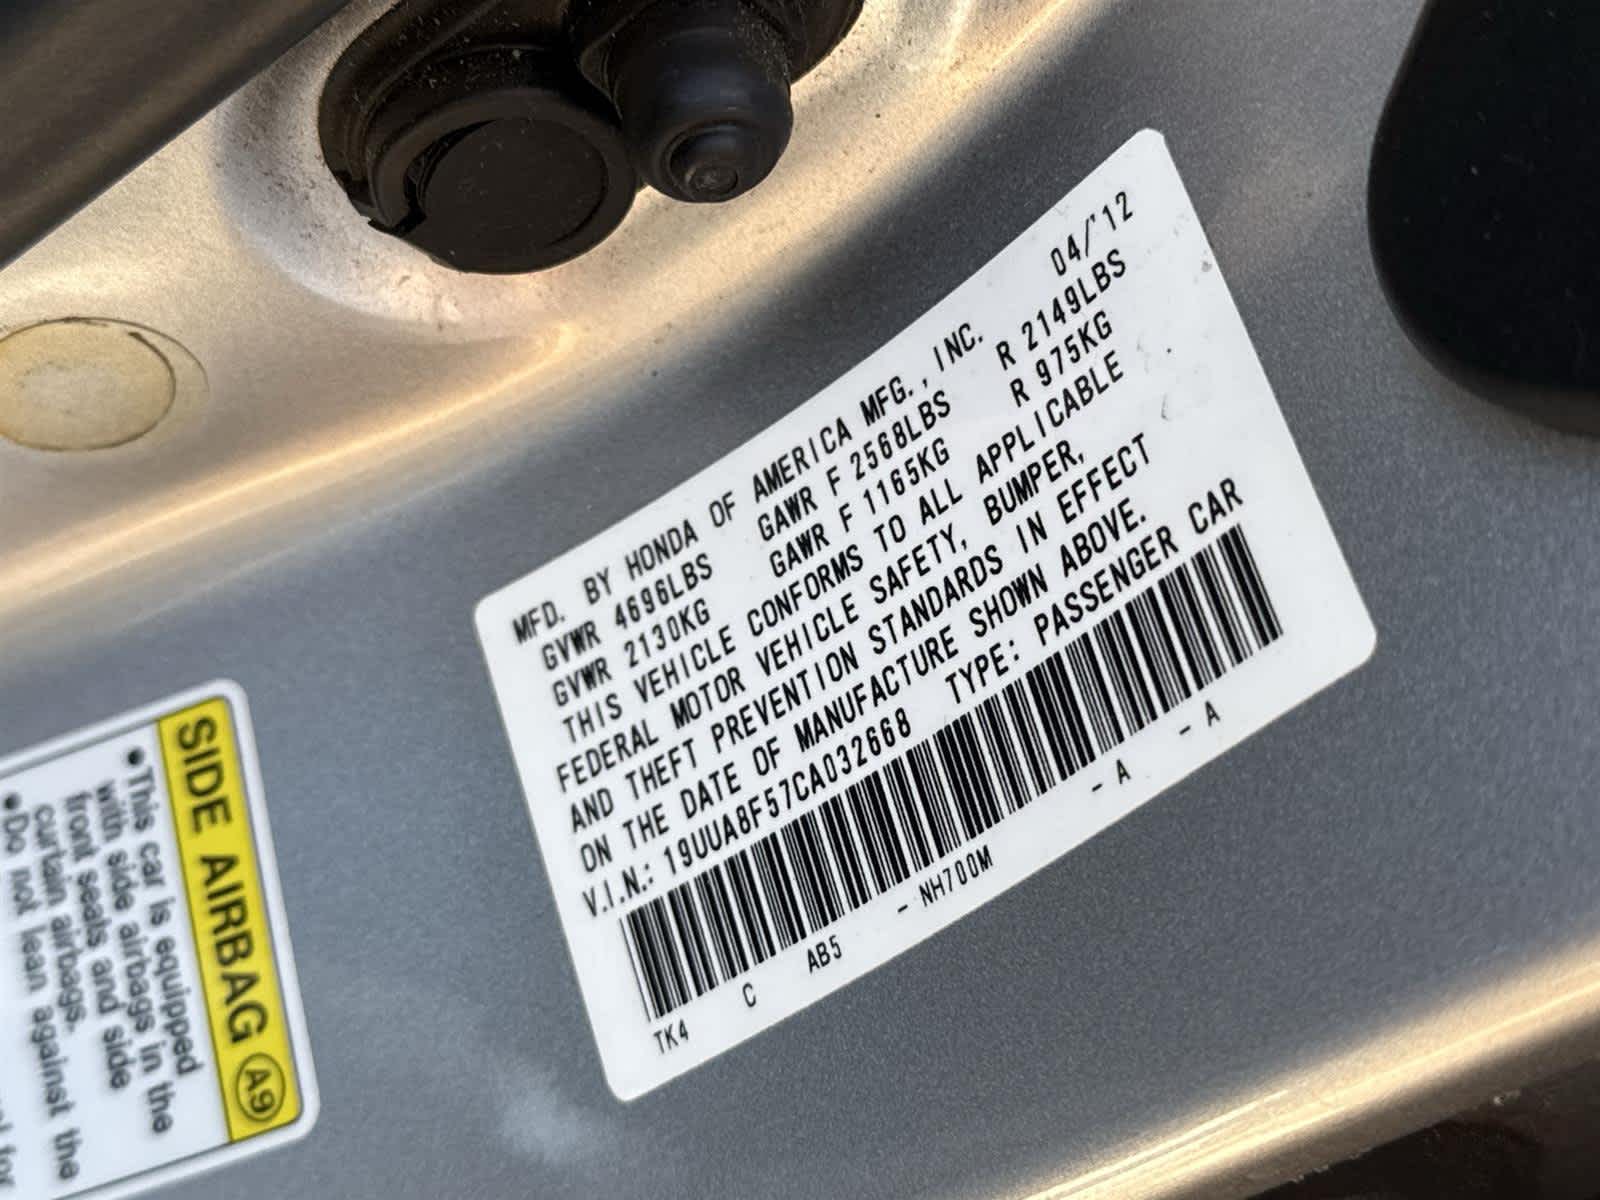 MFD. BY HONDA OF AMERICA MFG., INC. 04/'12
GVWR 4696LBS GAWR F 2568LBS R 2149LBS
GVWR 2130KG GAWR F 1165KG R 975KG
THIS VEHICLE CONFORMS TO ALL APPLICABLE
FEDERAL MOTOR VEHICLE SAFETY, BUMPER,
AND THEFT PREVENTION STANDARDS IN EFFECT
ON THE DATE OF MANUFACTURE SHOWN ABOVE.
V.I.N.: 19UUA8F57CA032668 TYPE: PASSENGER CAR
TK4 C AB5 - NH700M - A - A
SIDE AIRBAG A9
•This car is equipped
with side airbags in the
front seats and side
curtain airbags.
•Do not lean against the